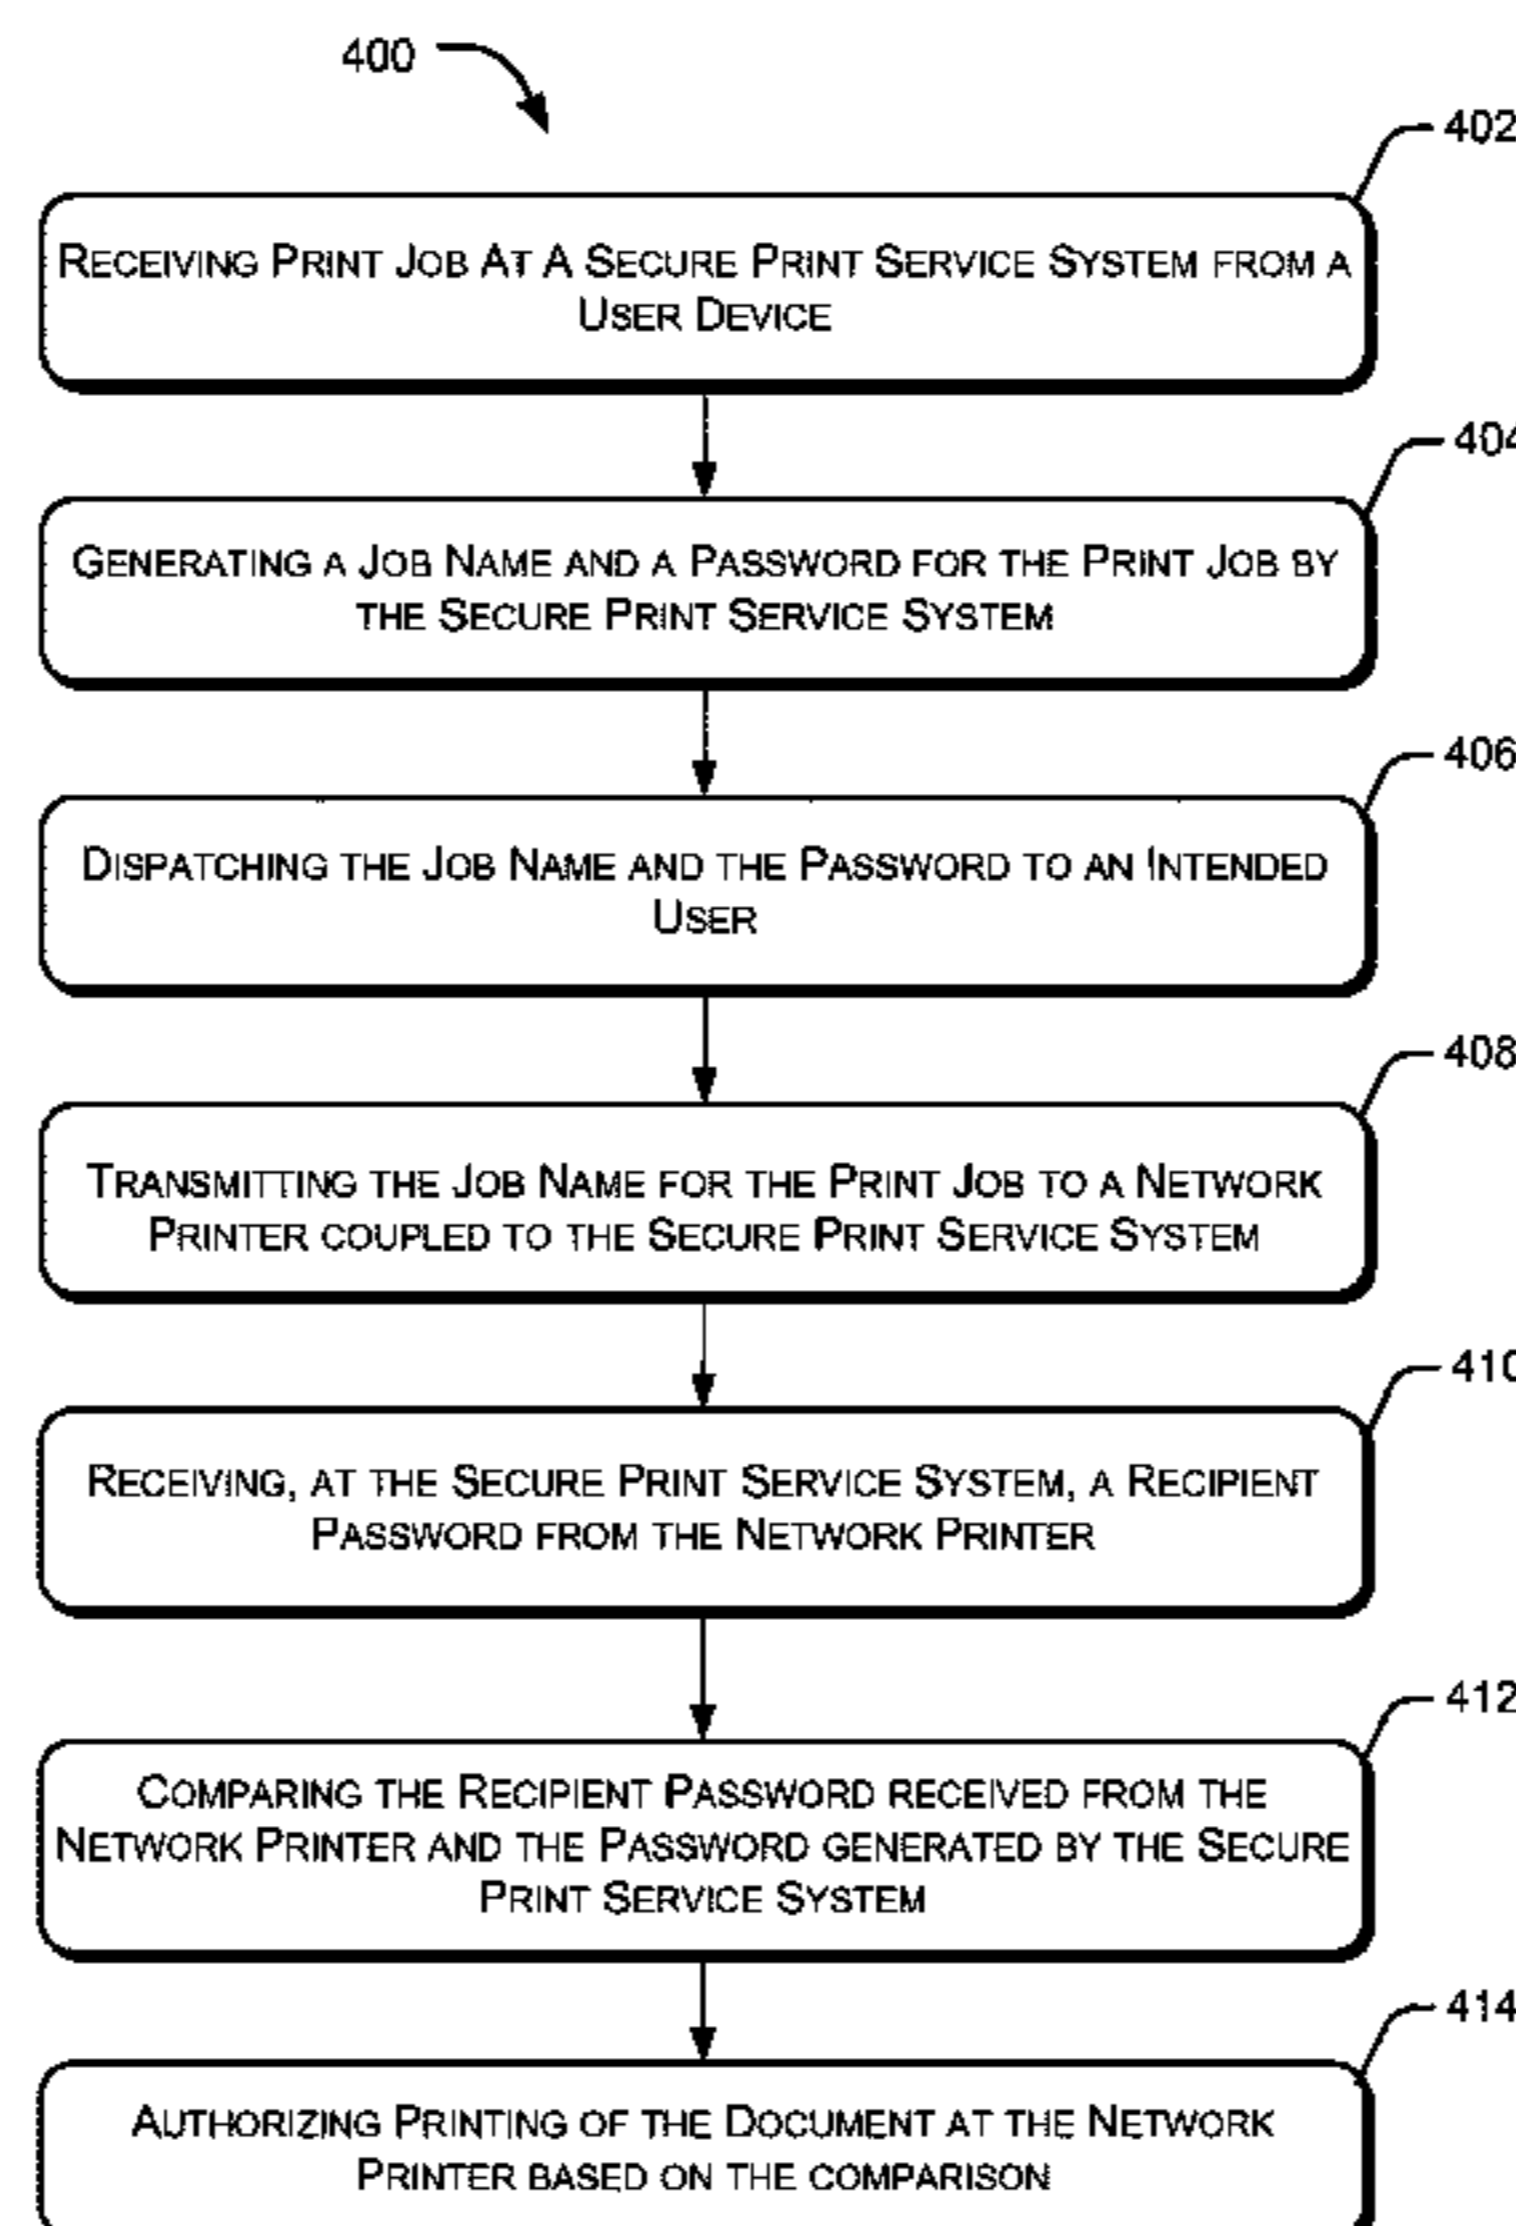 400
402
RECEIVING PRINT JOB AT A SECURE PRINT SERVICE SYSTEM FROM A
USER DEVICE
404
GENERATING A JOB NAME AND A PASSWORD FOR THE PRINT JOB BY
THE SECURE PRINT SERVICE SYSTEM
406
DISPATCHING THE JOB NAME AND THE PASSWORD TO AN INTENDED
USER
408
TRANSMITTING THE JOB NAME FOR THE PRINT JOB TO A NETWORK
PRINTER COUPLED TO THE SECURE PRINT SERVICE SYSTEM
410
RECEIVING, AT THE SECURE PRINT SERVICE SYSTEM, A RECIPIENT
PASSWORD FROM THE NETWORK PRINTER
412
COMPARING THE RECIPIENT PASSWORD RECEIVED FROM THE
NETWORK PRINTER AND THE PASSWORD GENERATED BY THE SECURE
PRINT SERVICE SYSTEM
414
AUTHORIZING PRINTING OF THE DOCUMENT AT THE NETWORK
PRINTER BASED ON THE COMPARISON